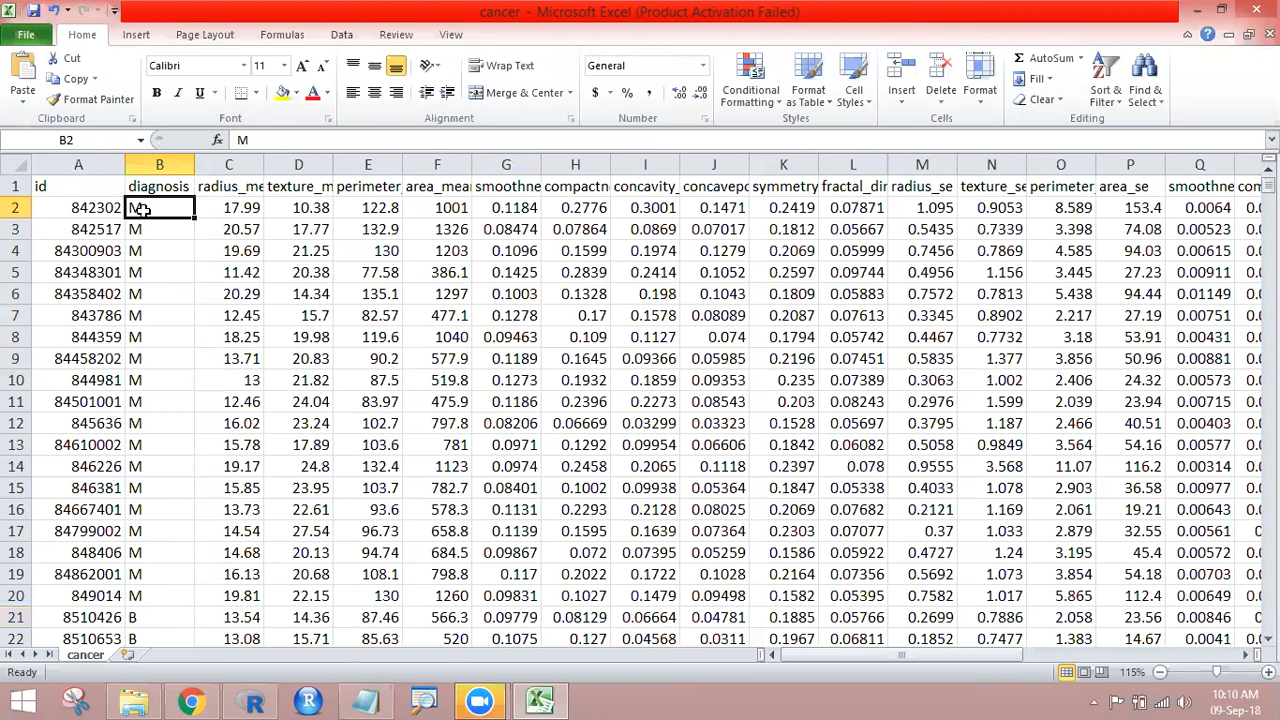 cancer - Microsoft Excel (Product Activation Failed)
File Home Insert Page Layout Formulas Data Review View
Paste Cut Copy Format Painter Clipboard
Calibri 11 B I U A Font
Wrap Text Merge & Center Alignment
General $ % , Number
Conditional Formatting Format as Table Cell Styles Styles
Insert Delete Format Cells
Σ AutoSum Fill Clear Sort & Filter Find & Select Editing
B2 fx M
A B C D E F G H I J K L M N O P Q
1 id diagnosis radius_me texture_m perimeter_ area_mean smoothne compactn concavity_ concavepo symmetry fractal_dim radius_se texture_se perimeter_ area_se smoothne com
2 842302 M 17.99 10.38 122.8 1001 0.1184 0.2776 0.3001 0.1471 0.2419 0.07871 1.095 0.9053 8.589 153.4 0.0064 0.
3 842517 M 20.57 17.77 132.9 1326 0.08474 0.07864 0.0869 0.07017 0.1812 0.05667 0.5435 0.7339 3.398 74.08 0.00523 0.
4 84300903 M 19.69 21.25 130 1203 0.1096 0.1599 0.1974 0.1279 0.2069 0.05999 0.7456 0.7869 4.585 94.03 0.00615 0.
5 84348301 M 11.42 20.38 77.58 386.1 0.1425 0.2839 0.2414 0.1052 0.2597 0.09744 0.4956 1.156 3.445 27.23 0.00911 0.
6 84358402 M 20.29 14.34 135.1 1297 0.1003 0.1328 0.198 0.1043 0.1809 0.05883 0.7572 0.7813 5.438 94.44 0.01149 0.
7 843786 M 12.45 15.7 82.57 477.1 0.1278 0.17 0.1578 0.08089 0.2087 0.07613 0.3345 0.8902 2.217 27.19 0.00751 0.
8 844359 M 18.25 19.98 119.6 1040 0.09463 0.109 0.1127 0.074 0.1794 0.05742 0.4467 0.7732 3.18 53.91 0.00431 0.
9 84458202 M 13.71 20.83 90.2 577.9 0.1189 0.1645 0.09366 0.05985 0.2196 0.07451 0.5835 1.377 3.856 50.96 0.00881 0.
10 844981 M 13 21.82 87.5 519.8 0.1273 0.1932 0.1859 0.09353 0.235 0.07389 0.3063 1.002 2.406 24.32 0.00573 0.
11 84501001 M 12.46 24.04 83.97 475.9 0.1186 0.2396 0.2273 0.08543 0.203 0.08243 0.2976 1.599 2.039 23.94 0.00715 0.
12 845636 M 16.02 23.24 102.7 797.8 0.08206 0.06669 0.03299 0.03323 0.1528 0.05697 0.3795 1.187 2.466 40.51 0.00403 0.
13 84610002 M 15.78 17.89 103.6 781 0.0971 0.1292 0.09954 0.06606 0.1842 0.06082 0.5058 0.9849 3.564 54.16 0.00577 0.
14 846226 M 19.17 24.8 132.4 1123 0.0974 0.2458 0.2065 0.1118 0.2397 0.078 0.9555 3.568 11.07 116.2 0.00314 0.
15 846381 M 15.85 23.95 103.7 782.7 0.08401 0.1002 0.09938 0.05364 0.1847 0.05338 0.4033 1.078 2.903 36.58 0.00977 0.
16 84667401 M 13.73 22.61 93.6 578.3 0.1131 0.2293 0.2128 0.08025 0.2069 0.07682 0.2121 1.169 2.061 19.21 0.00643 0.
17 84799002 M 14.54 27.54 96.73 658.8 0.1139 0.1595 0.1639 0.07364 0.2303 0.07077 0.37 1.033 2.879 32.55 0.00561 0.
18 848406 M 14.68 20.13 94.74 684.5 0.09867 0.072 0.07395 0.05259 0.1586 0.05922 0.4727 1.24 3.195 45.4 0.00572 0.
19 84862001 M 16.13 20.68 108.1 798.8 0.117 0.2022 0.1722 0.1028 0.2164 0.07356 0.5692 1.073 3.854 54.18 0.00703 0.
20 849014 M 19.81 22.15 130 1260 0.09831 0.1027 0.1479 0.09498 0.1582 0.05395 0.7582 1.017 5.865 112.4 0.00649 0.
21 8510426 B 13.54 14.36 87.46 566.3 0.09779 0.08129 0.06664 0.04781 0.1885 0.05766 0.2699 0.7886 2.058 23.56 0.00846 0.
22 8510653 B 13.08 15.71 85.63 520 0.1075 0.127 0.04568 0.0311 0.1967 0.06811 0.1852 0.7477 1.383 14.67 0.0041 0.
cancer
Ready 115%
10:10 AM
09-Sep-18